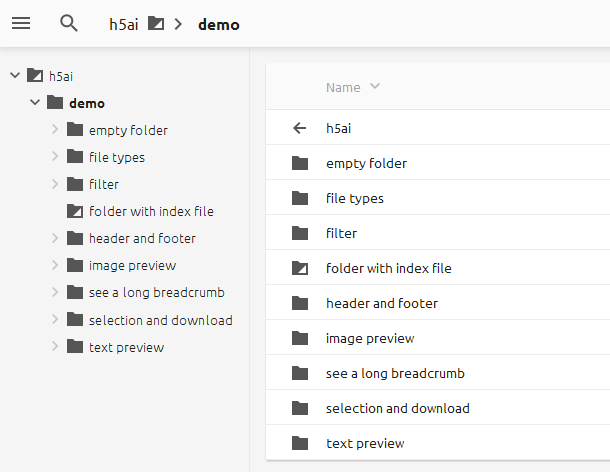 h5ai demo
h5ai
demo
empty folder
file types
filter
folder with index file
header and footer
image preview
see a long breadcrumb
selection and download
text preview
Name
h5ai
empty folder
file types
filter
folder with index file
header and footer
image preview
see a long breadcrumb
selection and download
text preview